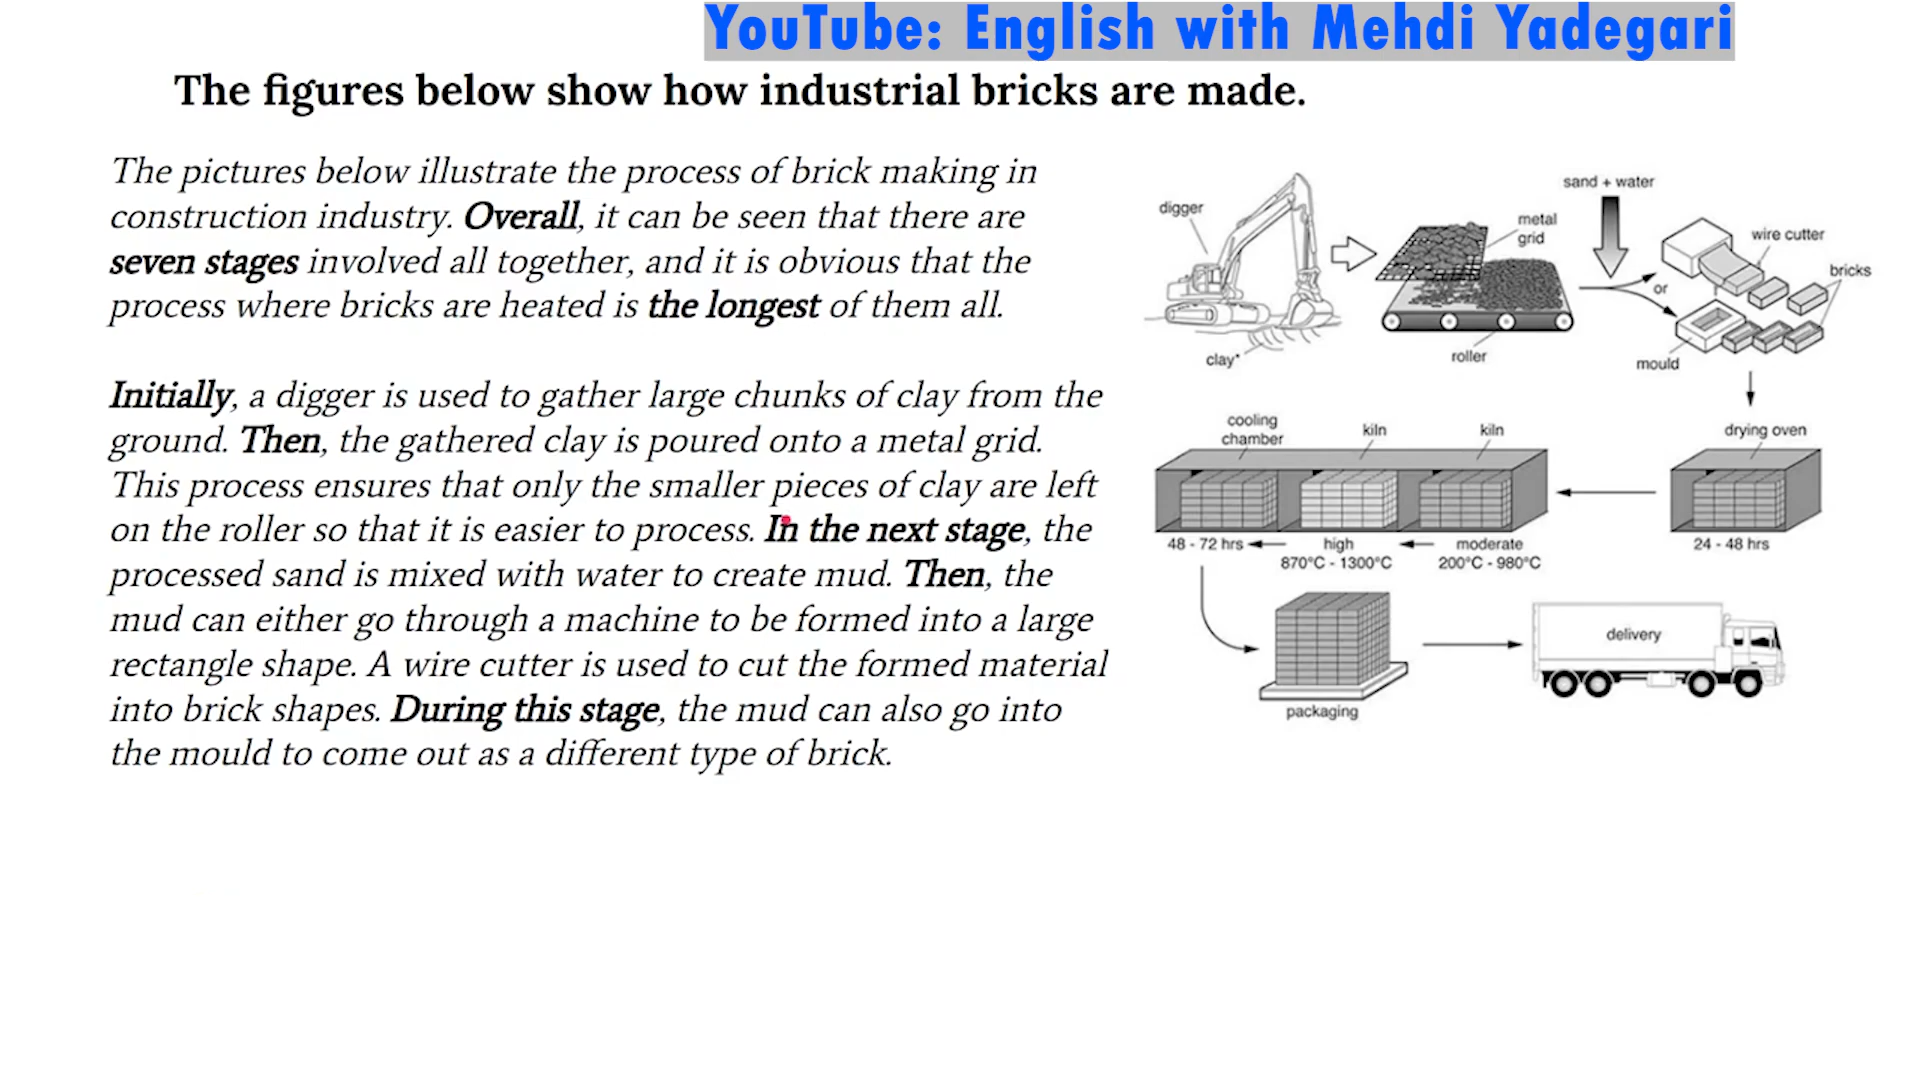 YouTube: English with Mehdi Yadegari
The figures below show how industrial bricks are made.
The pictures below illustrate the process of brick making in
construction industry. Overall, it can be seen that there are
seven stages involved all together, and it is obvious that the
process where bricks are heated is the longest of them all.
Initially, a digger is used to gather large chunks of clay from the
ground. Then, the gathered clay is poured onto a metal grid.
This process ensures that only the smaller pieces of clay are left
on the roller so that it is easier to process. In the next stage, the
processed sand is mixed with water to create mud. Then, the
mud can either go through a machine to be formed into a large
rectangle shape. A wire cutter is used to cut the formed material
into brick shapes. During this stage, the mud can also go into
the mould to come out as a different type of brick.
digger
clay*
metal
grid
roller
sand + water
wire cutter
bricks
or
mould
cooling
chamber
kiln
kiln
drying oven
48 - 72 hrs
high
870°C - 1300°C
moderate
200°C - 980°C
24 - 48 hrs
packaging
delivery